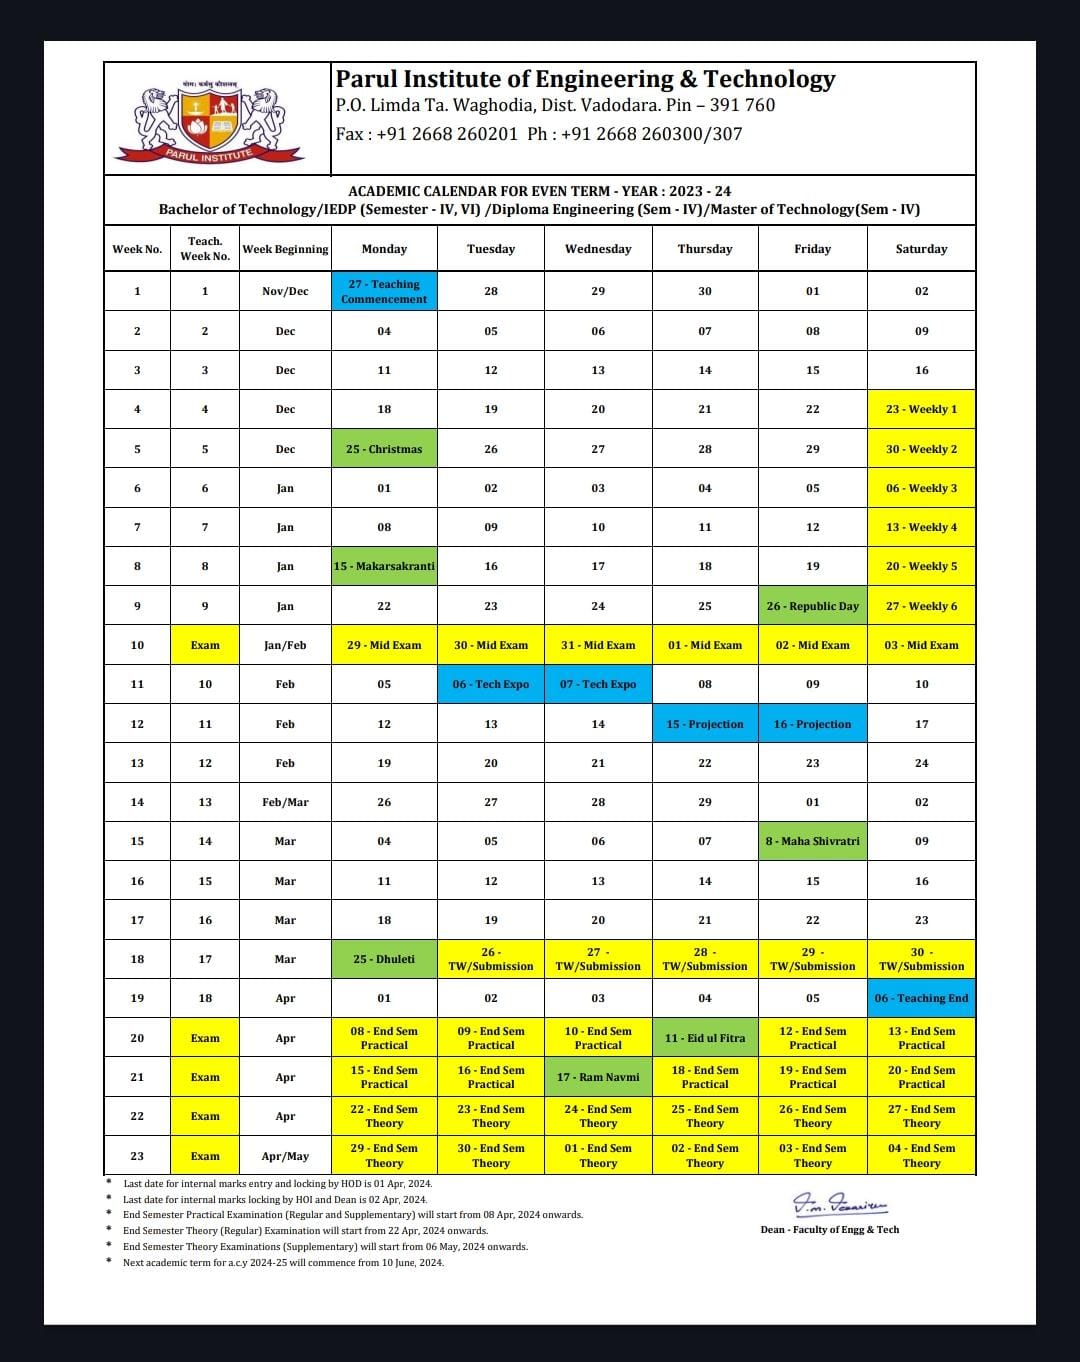 योगः कर्मसु कौशलम्
PARUL INSTITUTE
Parul Institute of Engineering & Technology
P.O. Limda Ta. Waghodia, Dist. Vadodara. Pin – 391 760
Fax : +91 2668 260201 Ph : +91 2668 260300/307
ACADEMIC CALENDAR FOR EVEN TERM - YEAR : 2023 - 24
Bachelor of Technology/IEDP (Semester - IV, VI) /Diploma Engineering (Sem - IV)/Master of Technology(Sem - IV)
Week No. Teach. Week No. Week Beginning Monday Tuesday Wednesday Thursday Friday Saturday
1 1 Nov/Dec 27 - Teaching Commencement 28 29 30 01 02
2 2 Dec 04 05 06 07 08 09
3 3 Dec 11 12 13 14 15 16
4 4 Dec 18 19 20 21 22 23 - Weekly 1
5 5 Dec 25 - Christmas 26 27 28 29 30 - Weekly 2
6 6 Jan 01 02 03 04 05 06 - Weekly 3
7 7 Jan 08 09 10 11 12 13 - Weekly 4
8 8 Jan 15 - Makarsakranti 16 17 18 19 20 - Weekly 5
9 9 Jan 22 23 24 25 26 - Republic Day 27 - Weekly 6
10 Exam Jan/Feb 29 - Mid Exam 30 - Mid Exam 31 - Mid Exam 01 - Mid Exam 02 - Mid Exam 03 - Mid Exam
11 10 Feb 05 06 - Tech Expo 07 - Tech Expo 08 09 10
12 11 Feb 12 13 14 15 - Projection 16 - Projection 17
13 12 Feb 19 20 21 22 23 24
14 13 Feb/Mar 26 27 28 29 01 02
15 14 Mar 04 05 06 07 8 - Maha Shivratri 09
16 15 Mar 11 12 13 14 15 16
17 16 Mar 18 19 20 21 22 23
18 17 Mar 25 - Dhuleti 26 - TW/Submission 27 - TW/Submission 28 - TW/Submission 29 - TW/Submission 30 - TW/Submission
19 18 Apr 01 02 03 04 05 06 - Teaching End
20 Exam Apr 08 - End Sem Practical 09 - End Sem Practical 10 - End Sem Practical 11 - Eid ul Fitra 12 - End Sem Practical 13 - End Sem Practical
21 Exam Apr 15 - End Sem Practical 16 - End Sem Practical 17 - Ram Navmi 18 - End Sem Practical 19 - End Sem Practical 20 - End Sem Practical
22 Exam Apr 22 - End Sem Theory 23 - End Sem Theory 24 - End Sem Theory 25 - End Sem Theory 26 - End Sem Theory 27 - End Sem Theory
23 Exam Apr/May 29 - End Sem Theory 30 - End Sem Theory 01 - End Sem Theory 02 - End Sem Theory 03 - End Sem Theory 04 - End Sem Theory
* Last date for internal marks entry and locking by HOD is 01 Apr, 2024.
* Last date for internal marks locking by HOI and Dean is 02 Apr, 2024.
* End Semester Practical Examination (Regular and Supplementary) will start from 08 Apr, 2024 onwards.
* End Semester Theory (Regular) Examination will start from 22 Apr, 2024 onwards.
* End Semester Theory Examinations (Supplementary) will start from 06 May, 2024 onwards.
* Next academic term for a.c.y 2024-25 will commence from 10 June, 2024.
Dean - Faculty of Engg & Tech